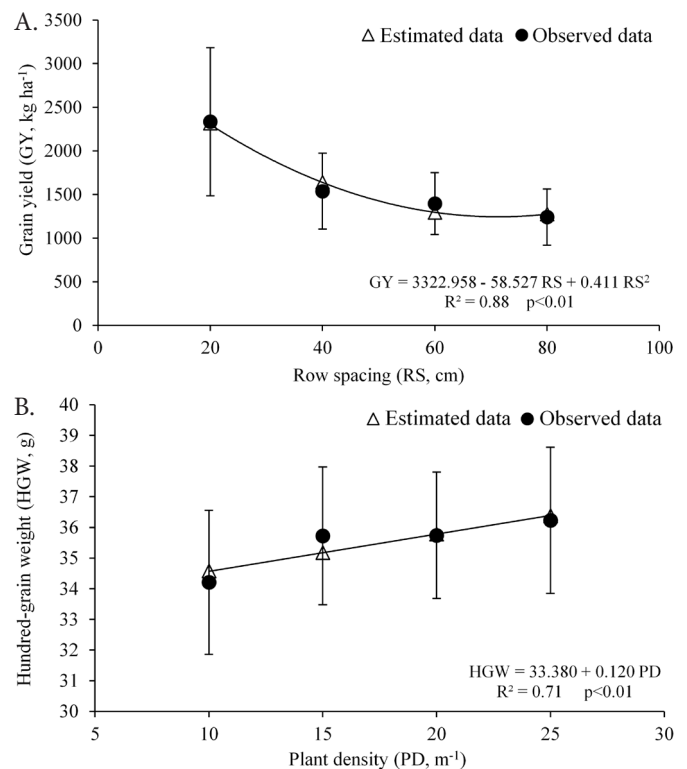 A.
3500
3000
2500
2000
1500
1000
500
0
Grain yield (GY, kg ha⁻¹)
△ Estimated data ● Observed data
GY = 3322.958 - 58.527 RS + 0.411 RS²
R² = 0.88 p<0.01
0 20 40 60 80 100
Row spacing (RS, cm)
B.
40
39
38
37
36
35
34
33
32
31
30
Hundred-grain weight (HGW, g)
△ Estimated data ● Observed data
HGW = 33.380 + 0.120 PD
R² = 0.71 p<0.01
5 10 15 20 25 30
Plant density (PD, m⁻¹)